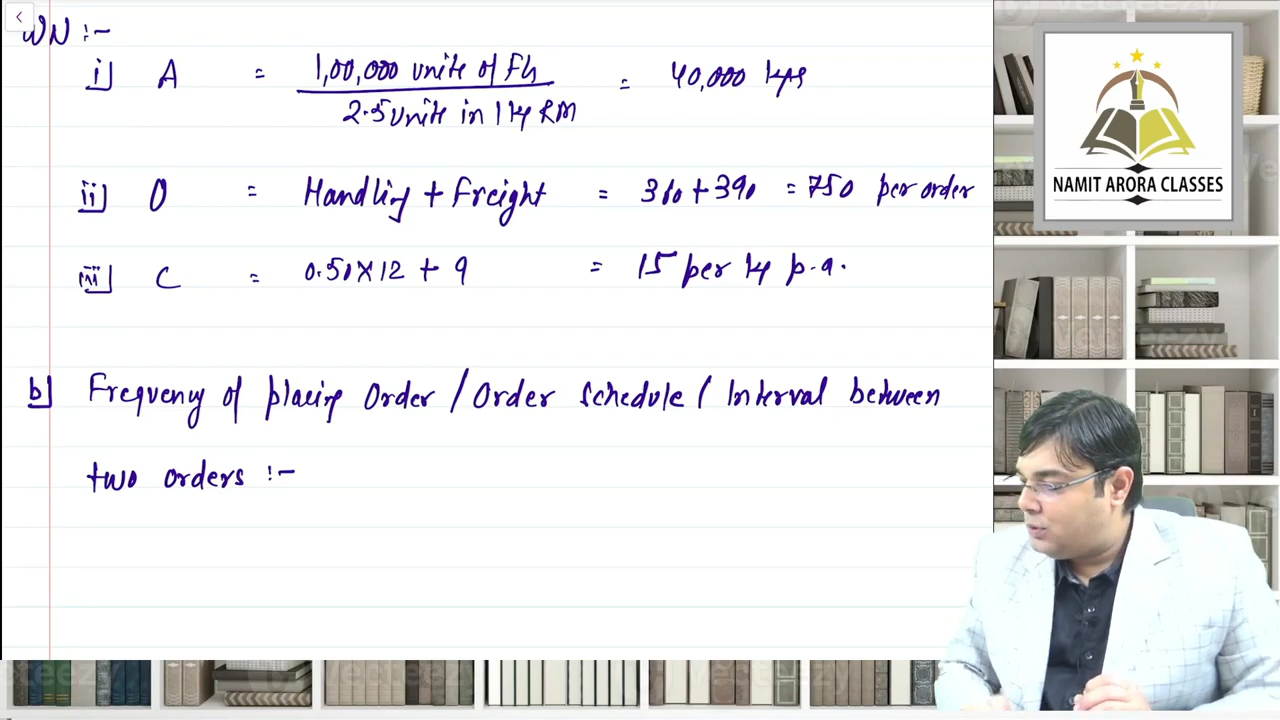 WN :-
i] A = 1,00,000 units of FG / 2.5 units in 1 kg RM = 40,000 kgs
ii] O = Handling + Freight = 360 + 390 = 750 per order
iii] C = 0.50 × 12 + 9 = 15 per kg p.a.
b] Frequeny of placing Order / Order Schedule / Interval between
two orders :-
NAMIT ARORA CLASSES
vecteezy